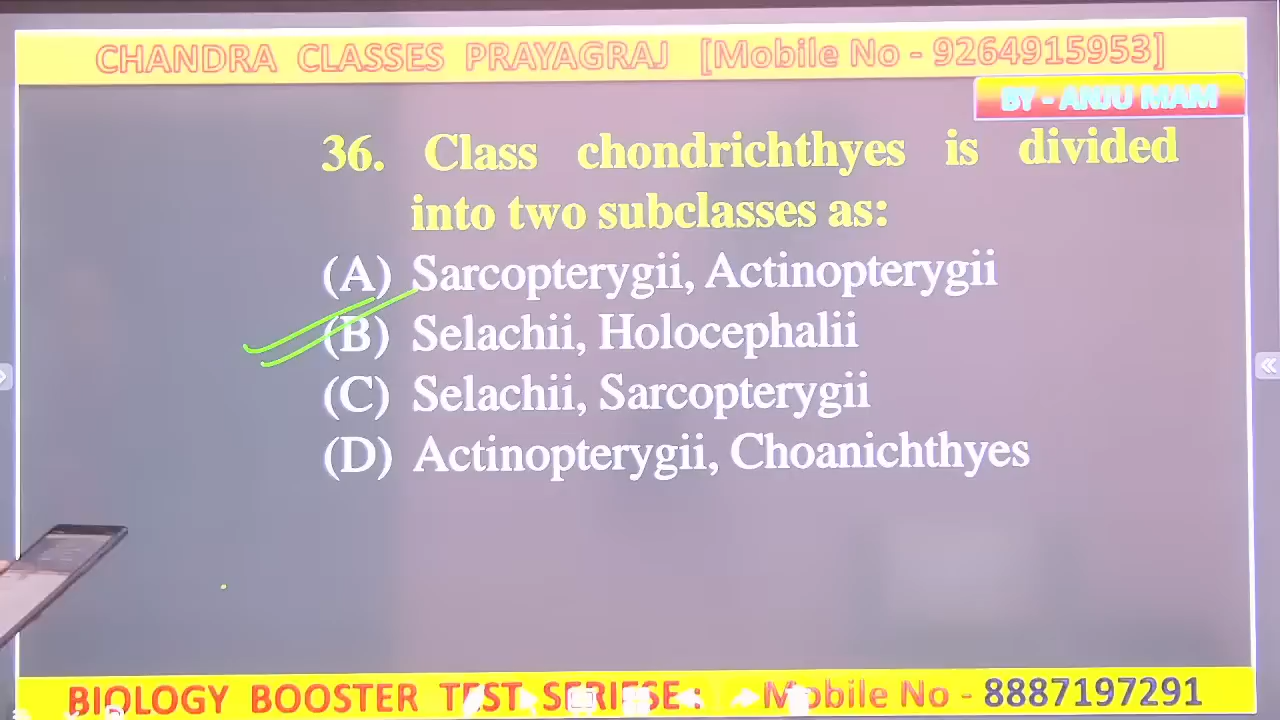 CHANDRA CLASSES PRAYAGRAJ [Mobile No - 9264915953]
BY - ANJU MAM
36. Class chondrichthyes is divided
into two subclasses as:
(A) Sarcopterygii, Actinopterygii
(B) Selachii, Holocephalii
(C) Selachii, Sarcopterygii
(D) Actinopterygii, Choanichthyes
BIOLOGY BOOSTER TEST SERIESE : Mobile No - 8887197291